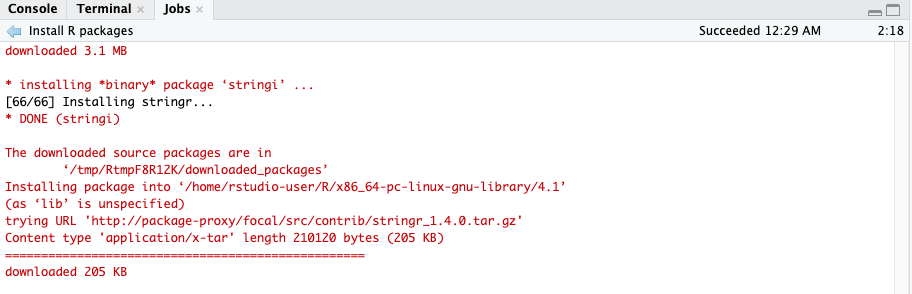 Console Terminal Jobs
Install R packages Succeeded 12:29 AM 2:18
downloaded 3.1 MB
* installing *binary* package ‘stringi’ ...
[66/66] Installing stringr...
* DONE (stringi)
The downloaded source packages are in
‘/tmp/RtmpF8R12K/downloaded_packages’
Installing package into ‘/home/rstudio-user/R/x86_64-pc-linux-gnu-library/4.1’
(as ‘lib’ is unspecified)
trying URL 'http://package-proxy/focal/src/contrib/stringr_1.4.0.tar.gz'
Content type 'application/x-tar' length 210120 bytes (205 KB)
==================================================
downloaded 205 KB